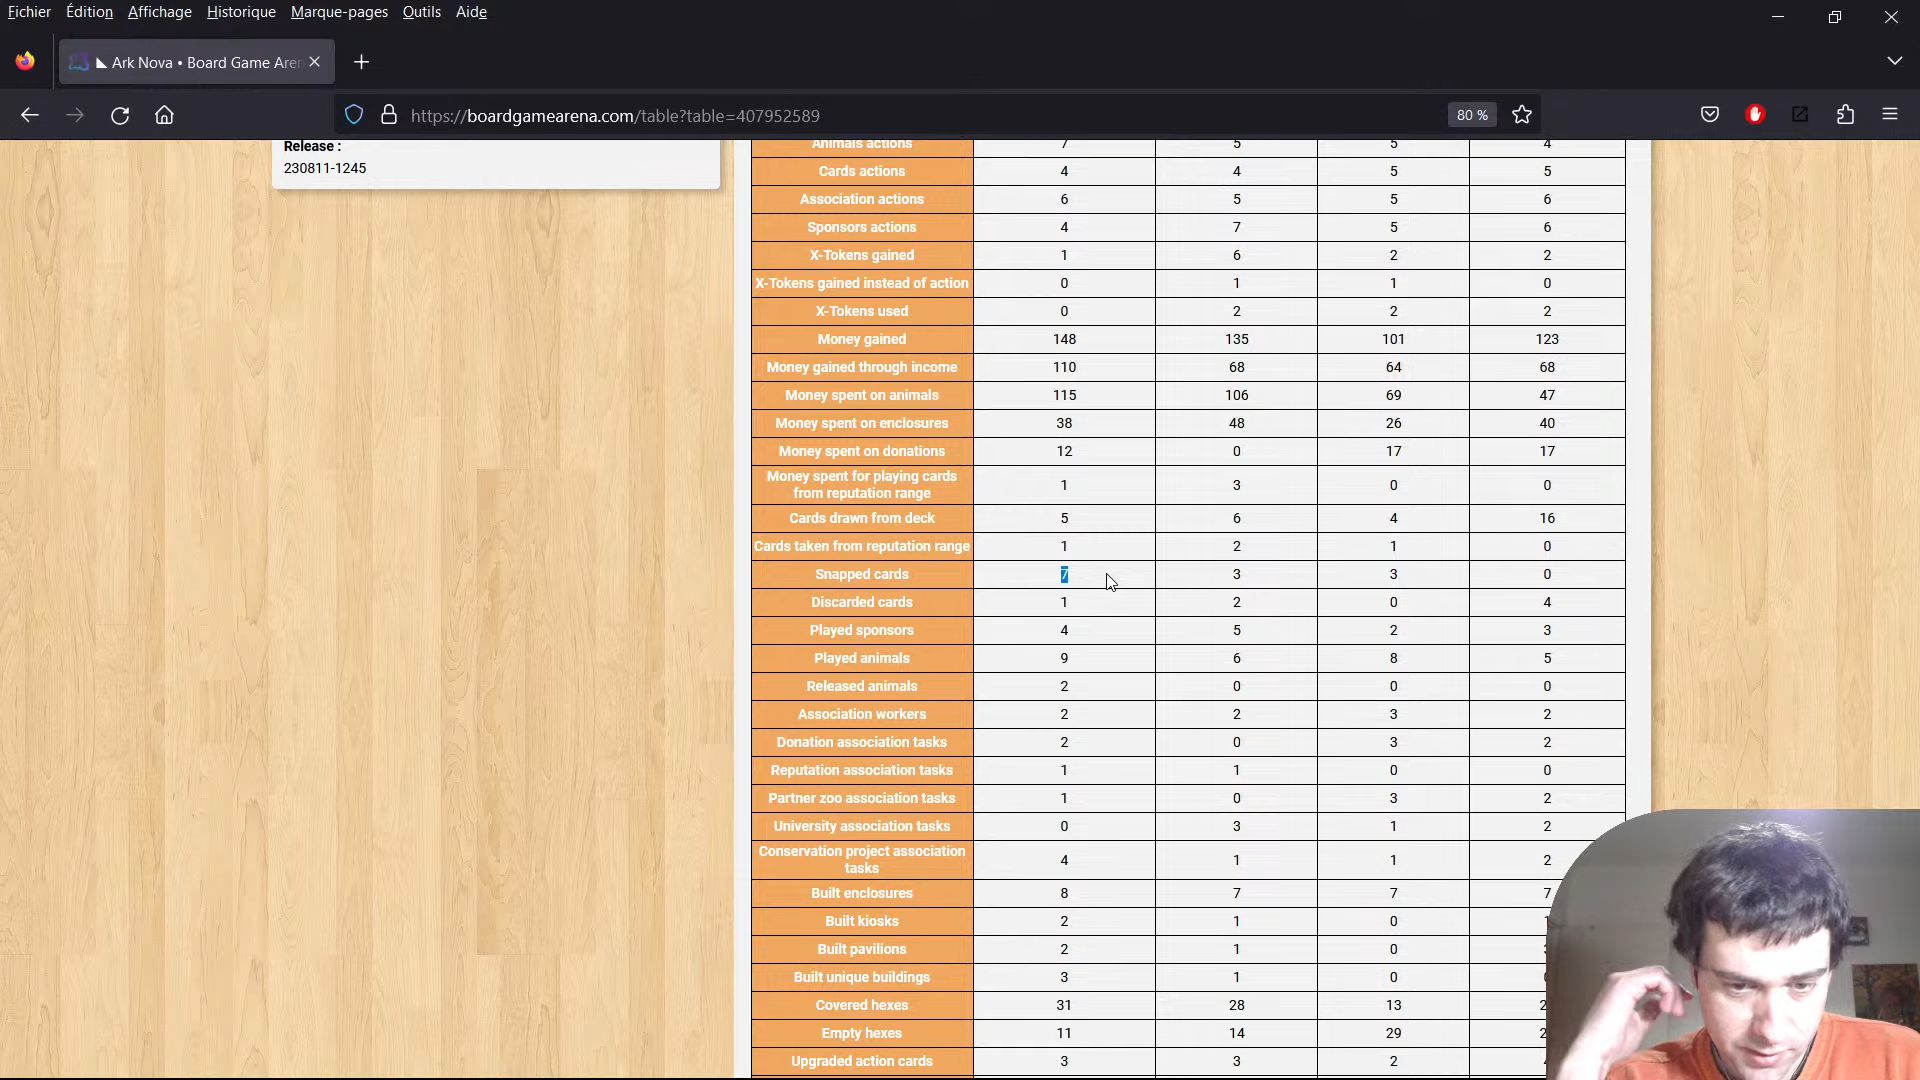 Fichier Édition Affichage Historique Marque-pages Outils Aide
Ark Nova • Board Game Are
https://boardgamearena.com/table?table=407952589 80 %
Release :
230811-1245
Animals actions 7 5 5 4
Cards actions 4 4 5 5
Association actions 6 5 5 6
Sponsors actions 4 7 5 6
X-Tokens gained 1 6 2 2
X-Tokens gained instead of action 0 1 1 0
X-Tokens used 0 2 2 2
Money gained 148 135 101 123
Money gained through income 110 68 64 68
Money spent on animals 115 106 69 47
Money spent on enclosures 38 48 26 40
Money spent on donations 12 0 17 17
Money spent for playing cards
from reputation range 1 3 0 0
Cards drawn from deck 5 6 4 16
Cards taken from reputation range 1 2 1 0
Snapped cards 7 3 3 0
Discarded cards 1 2 0 4
Played sponsors 4 5 2 3
Played animals 9 6 8 5
Released animals 2 0 0 0
Association workers 2 2 3 2
Donation association tasks 2 0 3 2
Reputation association tasks 1 1 0 0
Partner zoo association tasks 1 0 3 2
University association tasks 0 3 1 2
Conservation project association
tasks 4 1 1 2
Built enclosures 8 7 7 7
Built kiosks 2 1 0
Built pavilions 2 1 0
Built unique buildings 3 1 0
Covered hexes 31 28 13
Empty hexes 11 14 29
Upgraded action cards 3 3 2